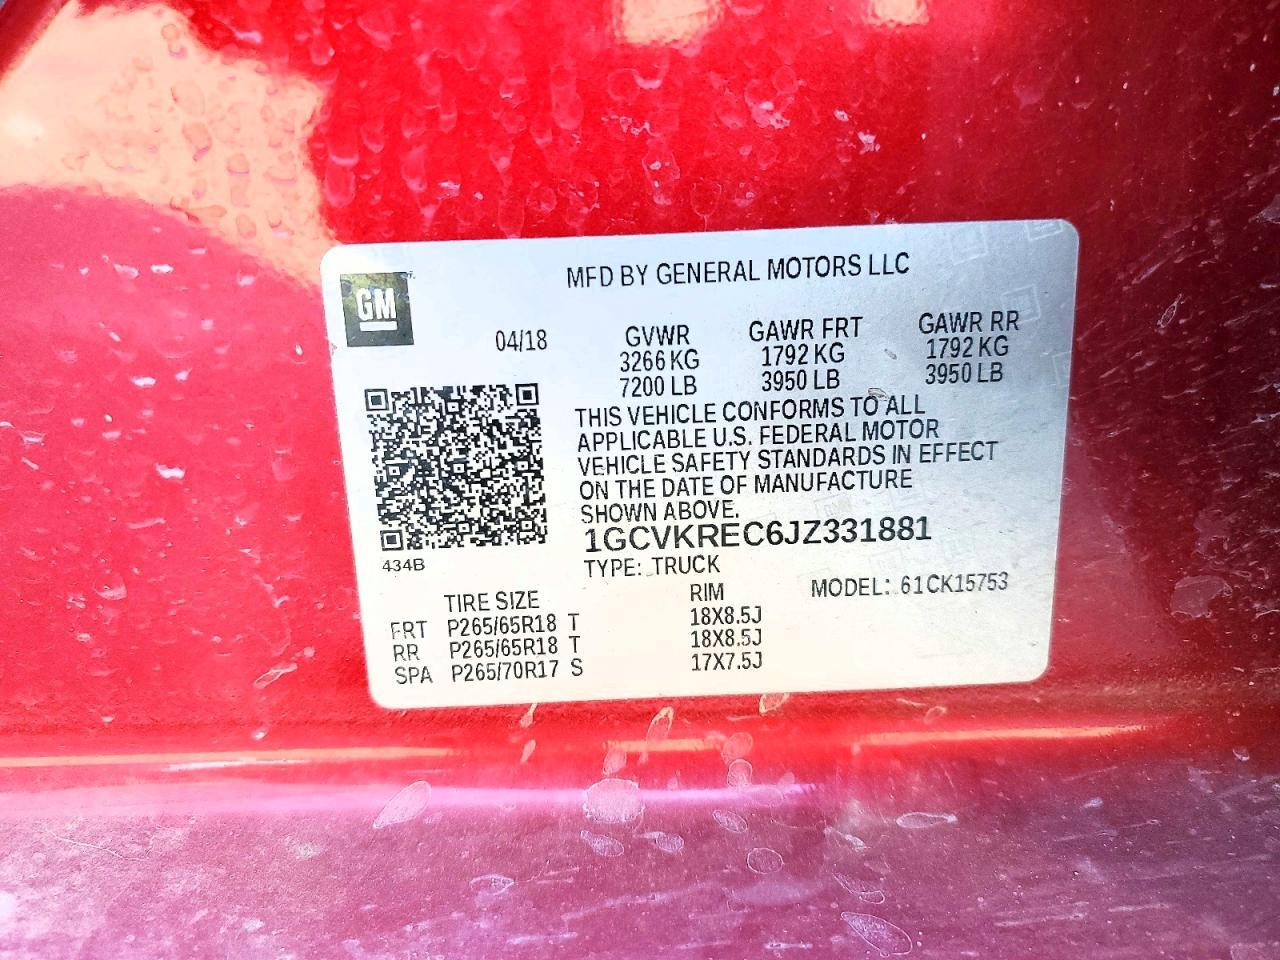 MFD BY GENERAL MOTORS LLC
GM
04/18
GVWR GAWR FRT GAWR RR
3266 KG 1792 KG 1792 KG
7200 LB 3950 LB 3950 LB
THIS VEHICLE CONFORMS TO ALL
APPLICABLE U.S. FEDERAL MOTOR
VEHICLE SAFETY STANDARDS IN EFFECT
ON THE DATE OF MANUFACTURE
SHOWN ABOVE.
1GCVKREC6JZ331881
434B
TYPE: TRUCK
TIRE SIZE RIM MODEL: 61CK15753
FRT P265/65R18 T 18X8.5J
RR P265/65R18 T 18X8.5J
SPA P265/70R17 S 17X7.5J